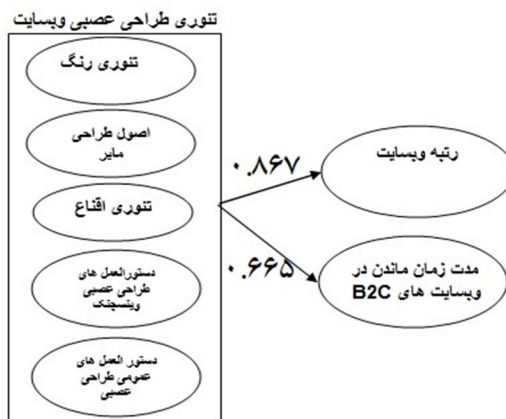 تئوری طراحی عصبی وبسایت
تئوری رنگ
اصول طراحی
مایر
تئوری اقناع
دستورالعمل های
طراحی عصبی
وینسچنک
دستور العمل های
عمومی طراحی
عصبی
۰.۸۶۷
۰.۶۶۵
رتبه وبسایت
مدت زمان ماندن در
وبسایت های B2C